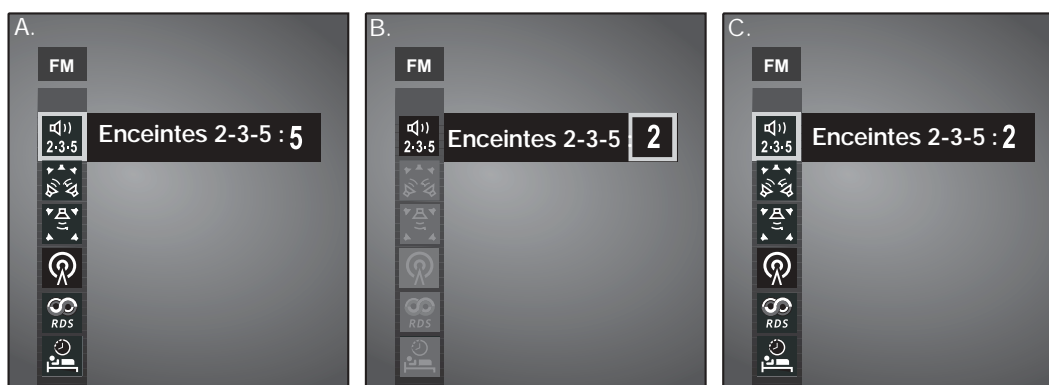 A.
FM
2·3·5
Enceintes 2-3-5 : 5
RDS
B.
FM
2·3·5
Enceintes 2-3-5 : 2
RDS
C.
FM
2·3·5
Enceintes 2-3-5 : 2
RDS